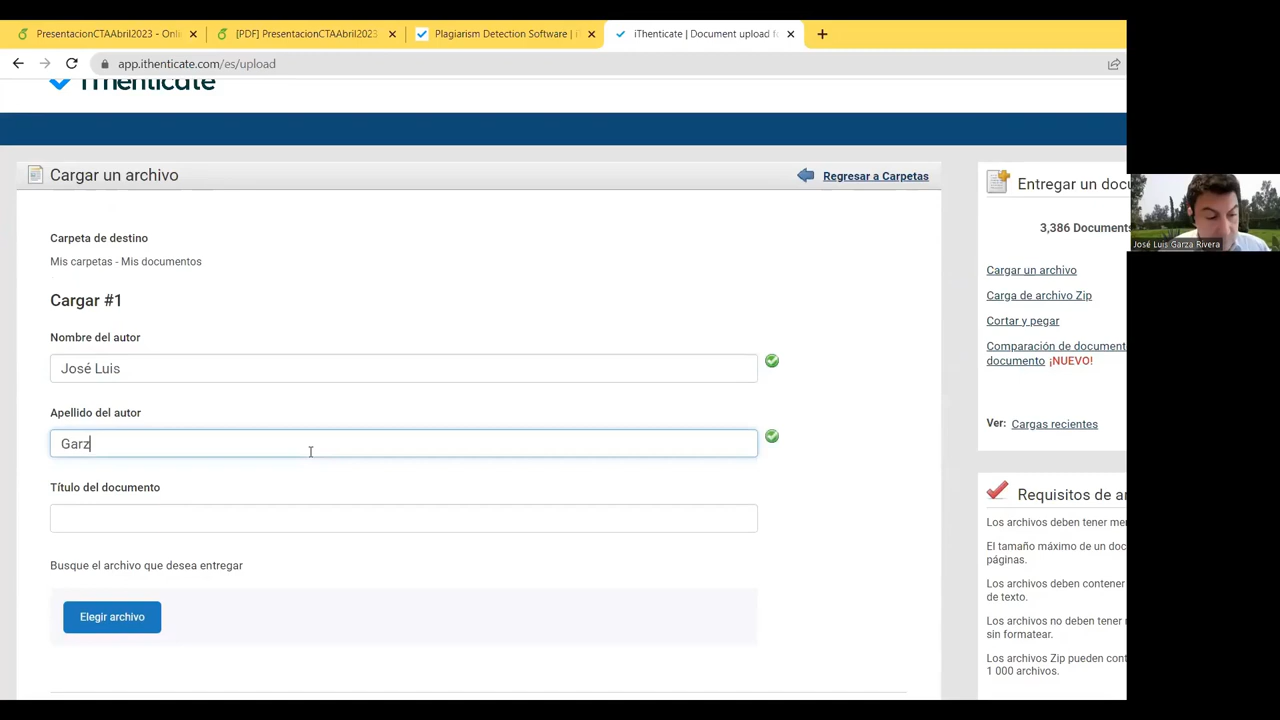 PresentacionCTAAbril2023 - Onli
[PDF] PresentacionCTAAbril2023
Plagiarism Detection Software | iT
iThenticate | Document upload fo
app.ithenticate.com/es/upload
iThenticate
Cargar un archivo
Regresar a Carpetas
Carpeta de destino
Mis carpetas - Mis documentos
Cargar #1
Nombre del autor
José Luis
Apellido del autor
Garz
Título del documento
Busque el archivo que desea entregar
Elegir archivo
Entregar un docu
3,386 Documents
Cargar un archivo
Carga de archivo Zip
Cortar y pegar
Comparación de document
documento ¡NUEVO!
Ver: Cargas recientes
Requisitos de ar
Los archivos deben tener men
El tamaño máximo de un doc
páginas.
Los archivos deben contener
de texto.
Los archivos no deben tener
sin formatear.
Los archivos Zip pueden cont
1 000 archivos.
José Luis Garza Rivera